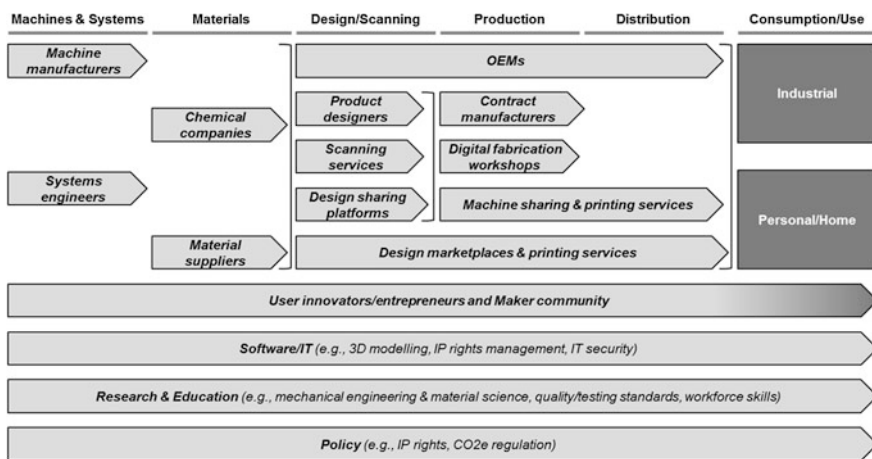 Machines & Systems
Materials
Design/Scanning
Production
Distribution
Consumption/Use
Machine
manufacturers
OEMs
Industrial
Chemical
companies
Product
designers
Contract
manufacturers
Scanning
services
Digital fabrication
workshops
Systems
engineers
Design sharing
platforms
Machine sharing & printing services
Personal/Home
Material
suppliers
Design marketplaces & printing services
User innovators/entrepreneurs and Maker community
Software/IT (e.g., 3D modelling, IP rights management, IT security)
Research & Education (e.g., mechanical engineering & material science, quality/testing standards, workforce skills)
Policy (e.g., IP rights, CO2e regulation)